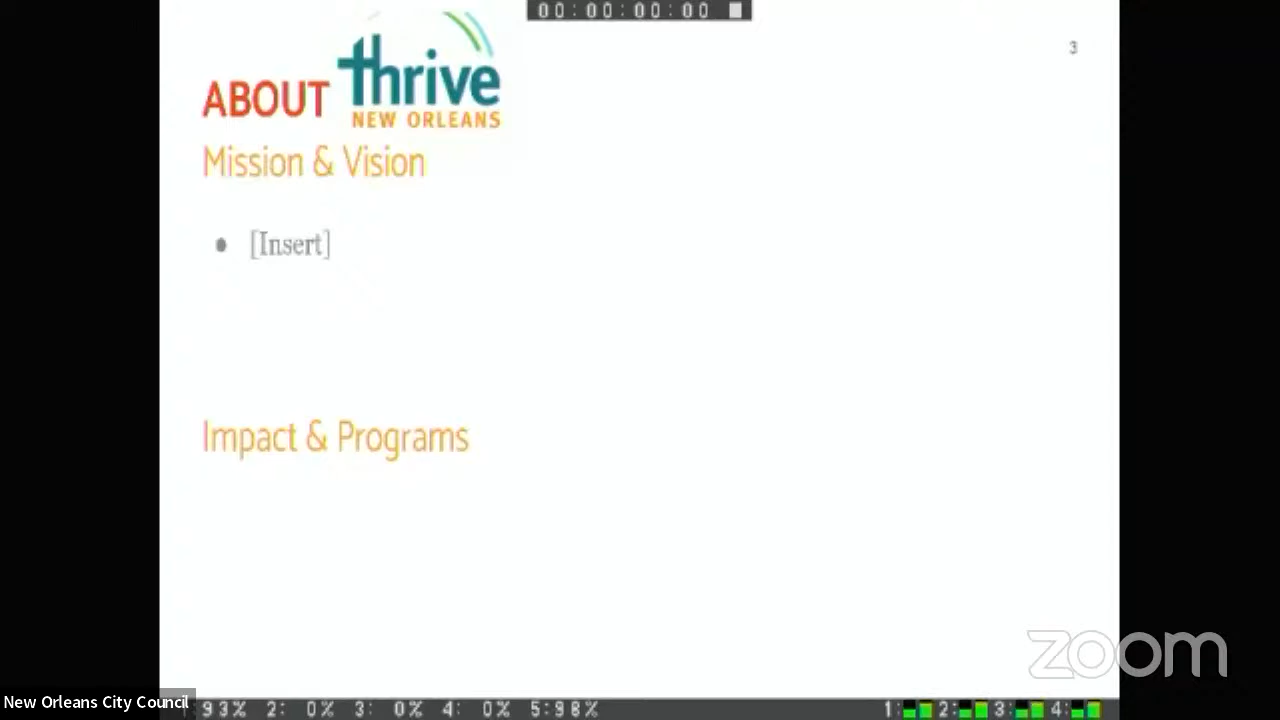 00:00:00:00
3
ABOUT thrive
NEW ORLEANS
Mission & Vision
• [Insert]
Impact & Programs
zoom
New Orleans City Council
:93% 2: 0% 3: 0% 4: 0% 5:98% 1: 2: 3: 4: